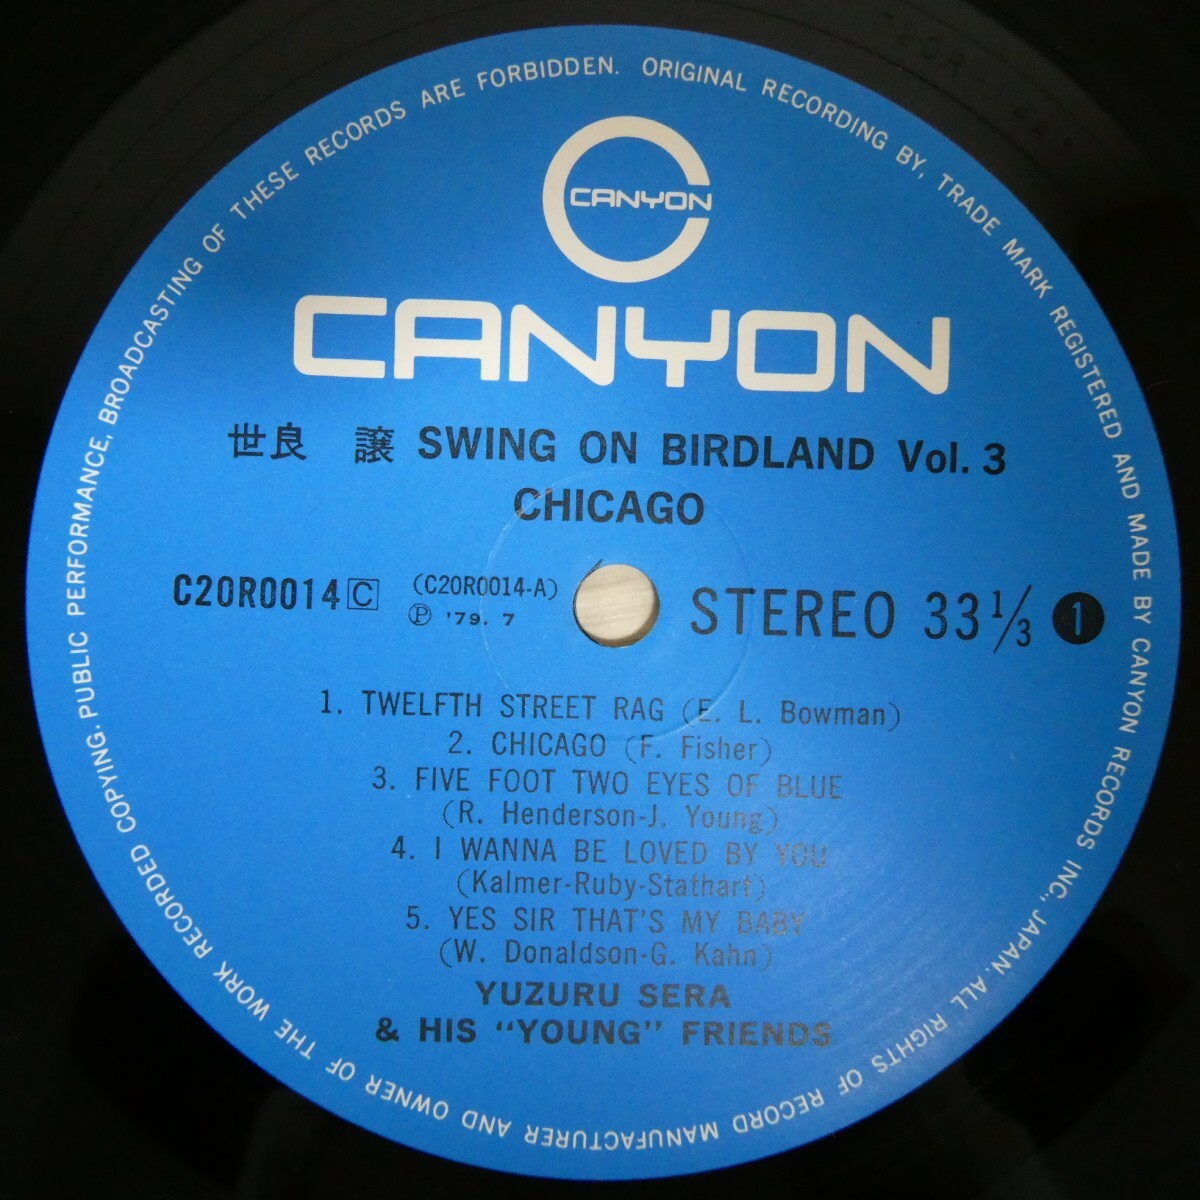 ORIGINAL RECORDING BY, TRADE MARK REGISTERED AND MADE BY CANYON RECORDS INC., JAPAN. ALL RIGHTS OF RECORD MANUFACTURER AND OWNER OF THE WORK RECORDED COPYING. PUBLIC PERFORMANCE, BROADCASTING OF THESE RECORDS ARE FORBIDDEN.
CANYON
CANYON
世良 譲 SWING ON BIRDLAND Vol. 3
CHICAGO
C20R0014 C (C20R0014-A)
Ⓟ '79. 7
STEREO 33 1/3 1
1. TWELFTH STREET RAG (E. L. Bowman)
2. CHICAGO (F. Fisher)
3. FIVE FOOT TWO EYES OF BLUE
(R. Henderson-J. Young)
4. I WANNA BE LOVED BY YOU
(Kalmer-Ruby-Stathart)
5. YES SIR THAT'S MY BABY
(W. Donaldson-G. Kahn)
YUZURU SERA
& HIS "YOUNG" FRIENDS